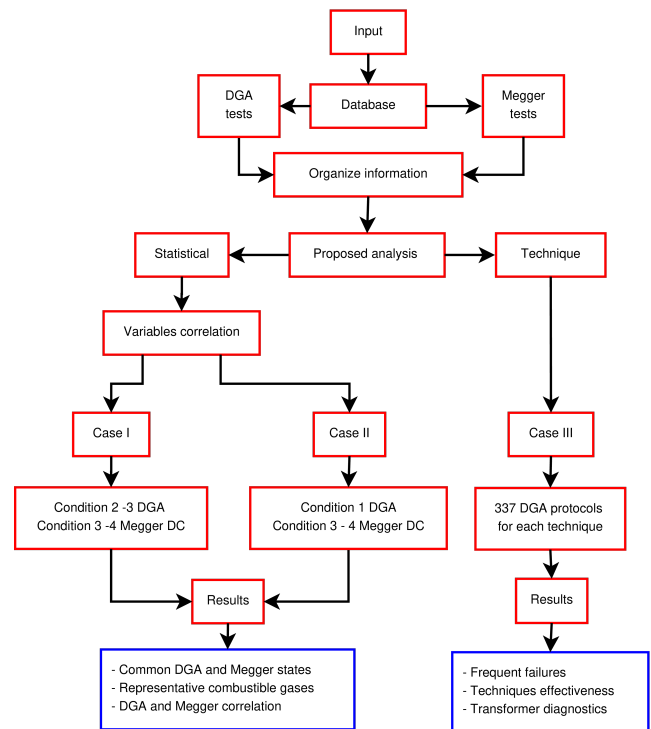 Input
DGA
tests
Database
Megger
tests
Organize information
Statistical
Proposed analysis
Technique
Variables correlation
Case I
Case II
Case III
Condition 2 -3 DGA
Condition 3 -4 Megger DC
Condition 1 DGA
Condition 3 - 4 Megger DC
337 DGA protocols
for each technique
Results
Results
- Common DGA and Megger states
- Representative combustible gases
- DGA and Megger correlation
- Frequent failures
- Techniques effectiveness
- Transformer diagnostics